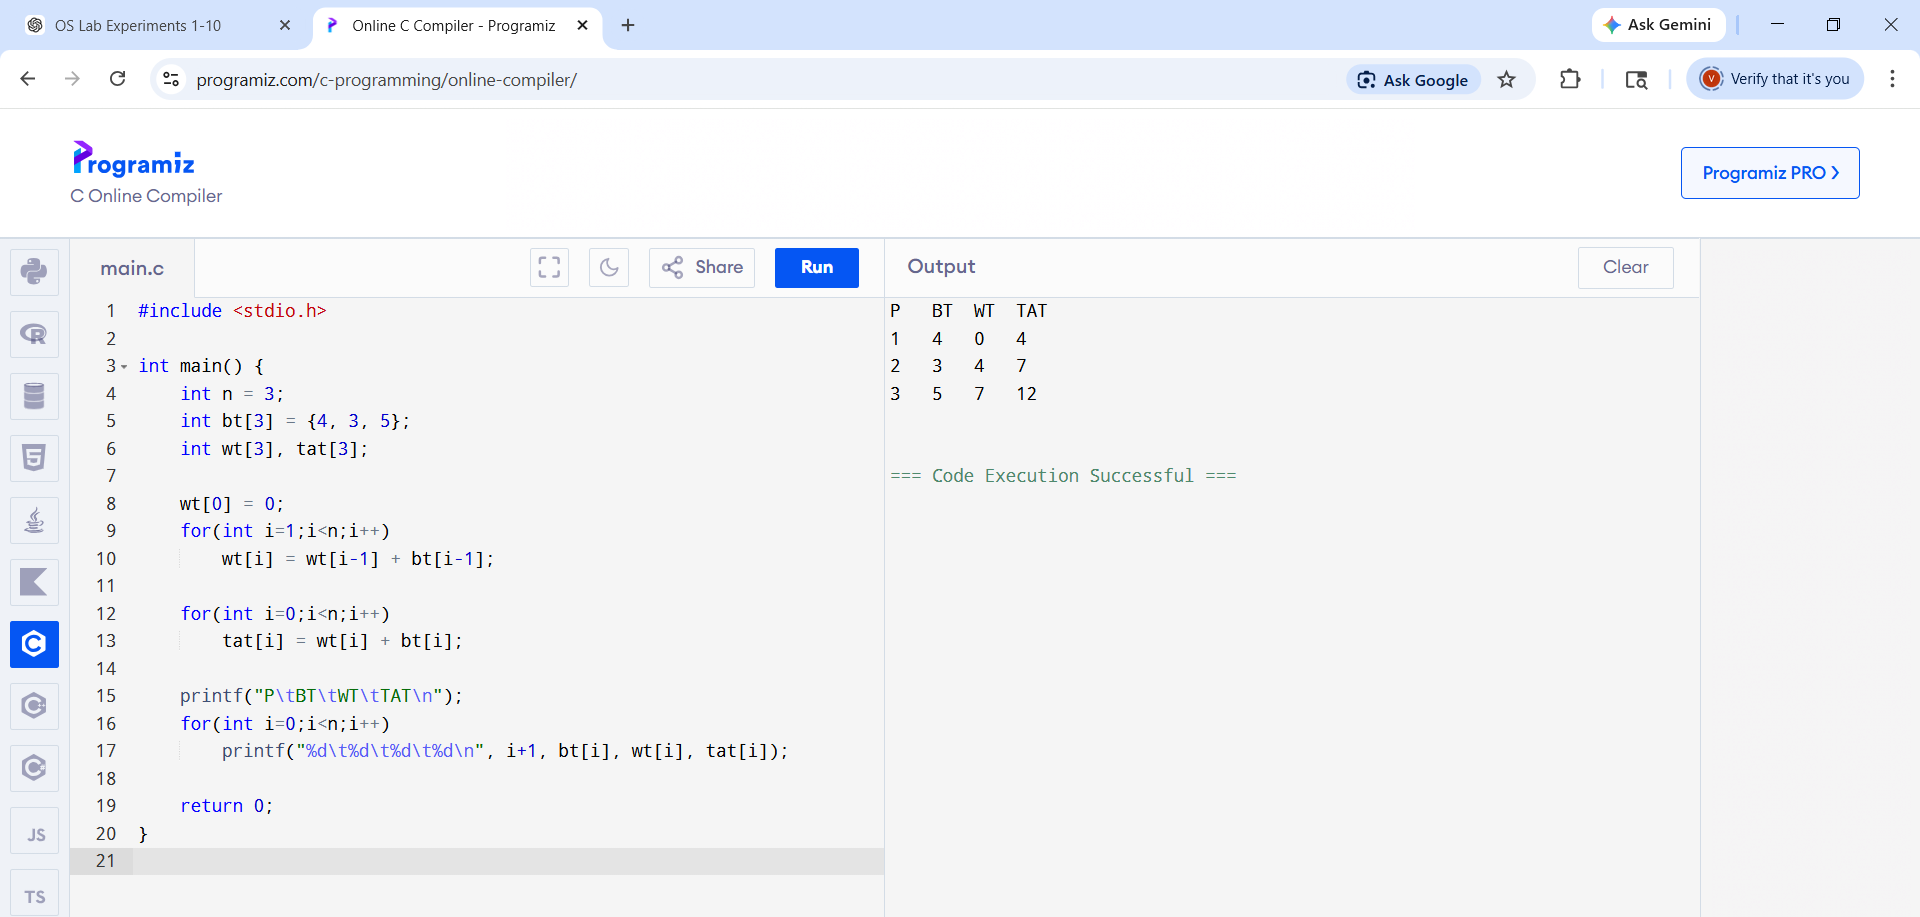 OS Lab Experiments 1-10
Online C Compiler - Programiz
Ask Gemini
programiz.com/c-programming/online-compiler/
Ask Google
V
Verify that it's you
Programiz
C Online Compiler
Programiz PRO
main.c
Share
Run
Output
Clear
1 #include <stdio.h>
2
3 int main() {
4     int n = 3;
5     int bt[3] = {4, 3, 5};
6     int wt[3], tat[3];
7
8     wt[0] = 0;
9     for(int i=1;i<n;i++)
10         wt[i] = wt[i-1] + bt[i-1];
11
12     for(int i=0;i<n;i++)
13         tat[i] = wt[i] + bt[i];
14
15     printf("P\tBT\tWT\tTAT\n");
16     for(int i=0;i<n;i++)
17         printf("%d\t%d\t%d\t%d\n", i+1, bt[i], wt[i], tat[i]);
18
19     return 0;
20 }
21
P BT WT TAT
1 4 0 4
2 3 4 7
3 5 7 12
=== Code Execution Successful ===
R
5
C
C
C
JS
TS